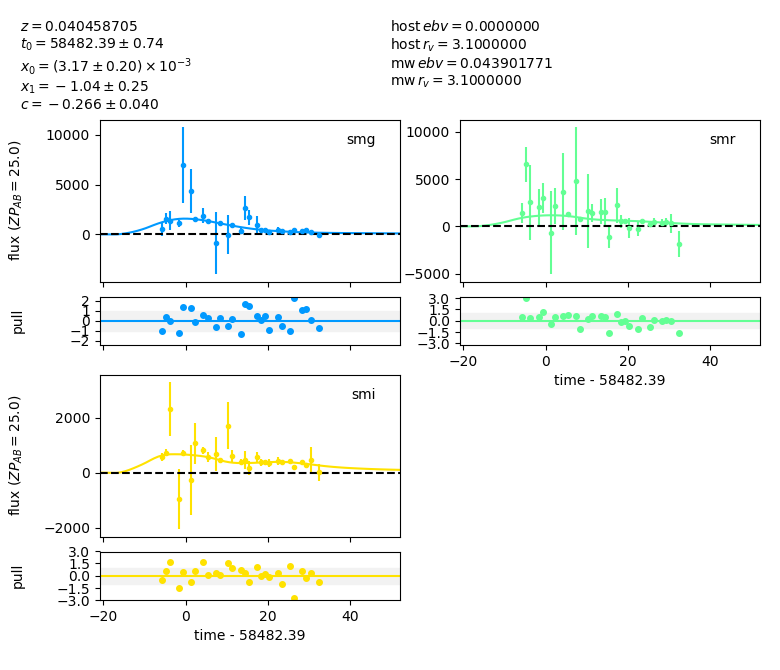 z = 0.040458705
t₀ = 58482.39 ± 0.74
x₀ = (3.17 ± 0.20) × 10⁻³
x₁ = −1.04 ± 0.25
c = −0.266 ± 0.040
host ebv = 0.0000000
host r_v = 3.1000000
mw ebv = 0.043901771
mw r_v = 3.1000000
smg
10000
5000
0
flux (ZP_AB = 25.0)
2
1
0
−1
−2
pull
smr
10000
5000
0
−5000
3.0
1.5
0.0
−1.5
−3.0
−20 0 20 40
time - 58482.39
smi
2000
0
−2000
flux (ZP_AB = 25.0)
3.0
1.5
0.0
−1.5
−3.0
pull
−20 0 20 40
time - 58482.39